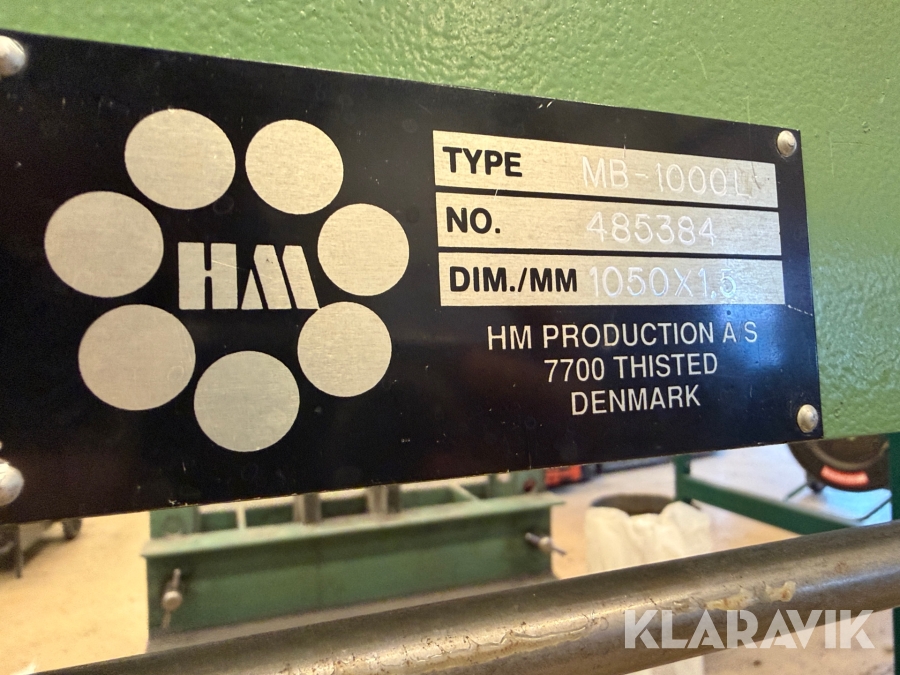 HM
TYPE MB-1000L
NO. 485384
DIM./MM 1050X1,5
HM PRODUCTION A S
7700 THISTED
DENMARK
KLARAVIK